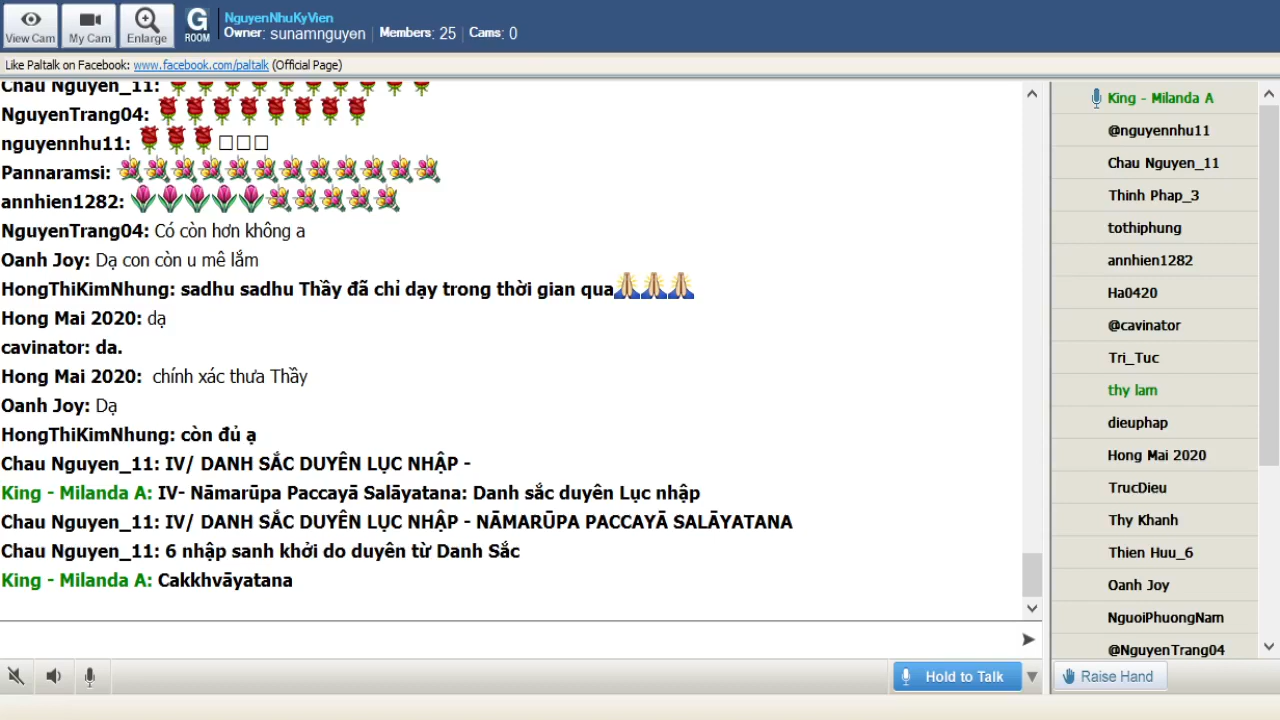 View Cam
My Cam
Enlarge
G
ROOM
NguyenNhuKyVien
Owner: sunamnguyen | Members: 25 | Cams: 0
Like Paltalk on Facebook: www.facebook.com/paltalk (Official Page)
Chau Nguyen_11:
NguyenTrang04:
nguyennhu11:
Pannaramsi:
annhien1282:
NguyenTrang04: Có còn hơn không a
Oanh Joy: Dạ con còn u mê lắm
HongThiKimNhung: sadhu sadhu Thầy đã chỉ dạy trong thời gian qua
Hong Mai 2020: dạ
cavinator: da.
Hong Mai 2020: chính xác thưa Thầy
Oanh Joy: Dạ
HongThiKimNhung: còn đủ ạ
Chau Nguyen_11: IV/ DANH SẮC DUYÊN LỤC NHẬP -
King - Milanda A: IV- Nāmarūpa Paccayā Salāyatana: Danh sắc duyên Lục nhập
Chau Nguyen_11: IV/ DANH SẮC DUYÊN LỤC NHẬP - NĀMARŪPA PACCAYĀ SALĀYATANA
Chau Nguyen_11: 6 nhập sanh khởi do duyên từ Danh Sắc
King - Milanda A: Cakkhvāyatana
King - Milanda A
@nguyennhu11
Chau Nguyen_11
Thinh Phap_3
tothiphung
annhien1282
Ha0420
@cavinator
Tri_Tuc
thy lam
dieuphap
Hong Mai 2020
TrucDieu
Thy Khanh
Thien Huu_6
Oanh Joy
NguoiPhuongNam
@NguyenTrang04
Hold to Talk
Raise Hand